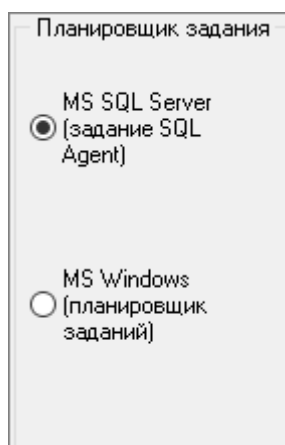 Планировщик задания
MS SQL Server
(задание SQL
Agent)
MS Windows
(планировщик
заданий)